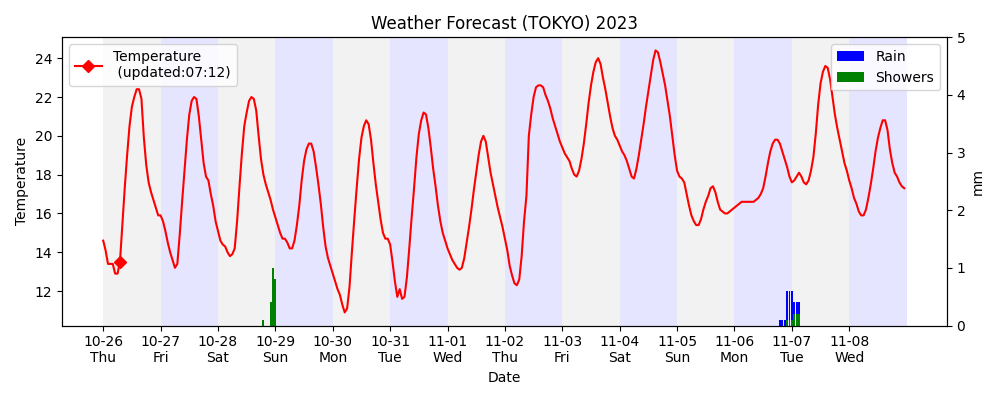 Weather Forecast (TOKYO) 2023
Temperature
(updated:07:12)
Rain
Showers
Temperature
24
22
20
18
16
14
12
5
4
3
2
1
0
mm
10-26 10-27 10-28 10-29 10-30 10-31 11-01 11-02 11-03 11-04 11-05 11-06 11-07 11-08
Thu Fri Sat Sun Mon Tue Wed Thu Fri Sat Sun Mon Tue Wed
Date